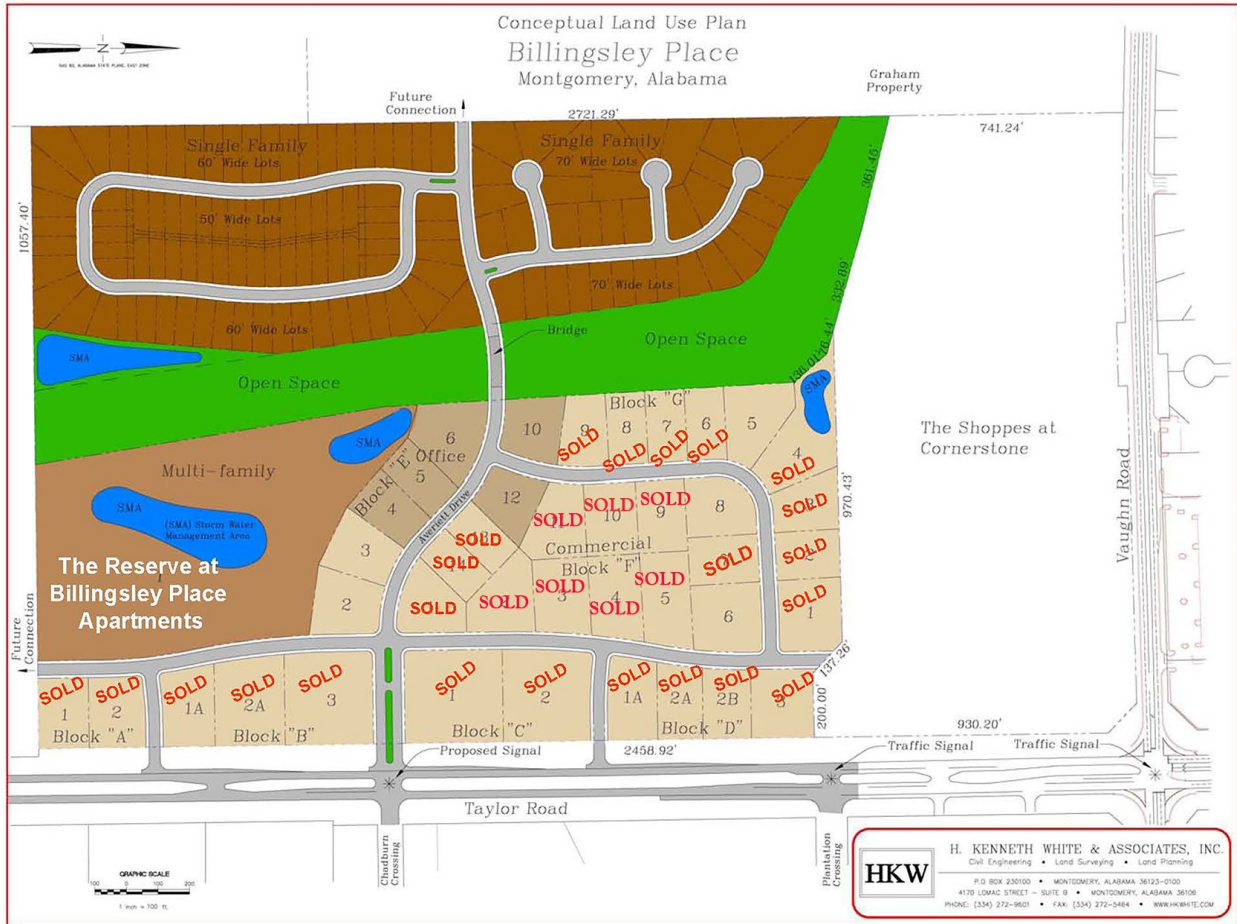 Conceptual Land Use Plan
Billingsley Place
Montgomery, Alabama
N
Graham
Property
Future
Connection
2721.29'
741.24'
Single Family
60' Wide Lots
Single Family
70' Wide Lots
361.45'
1057.40'
50' Wide Lots
332.89'
70' Wide Lots
60' Wide Lots
Bridge
16.44'
136.01'
SMA
Open Space
Open Space
SMA
Block "G"
10
9
8
7
6
5
4
SOLD
SOLD
SOLD
SOLD
SOLD
The Shoppes at
Cornerstone
Vaughn Road
SMA
6
Office
5
4
Block "E"
Multi-family
SMA
(SMA) Storm Water
Management Area
Averiett Drive
12
SOLD
SOLD
SOLD
10
9
8
SOLD
970.43'
Commercial
Block "F"
SOLD
SOLD
SOLD
SOLD
SOLD
SOLD
SOLD
3
4
5
6
SOLD
SOLD
1
SOLD
3
2
The Reserve at
Billingsley Place
Apartments
Future
Connection
137.26'
200.00'
SOLD
SOLD
SOLD
SOLD
SOLD
SOLD
SOLD
SOLD
SOLD
SOLD
1
2
1A
2A
3
1
2
1A
2A
2B
3
Block "A"
Block "B"
Block "C"
Block "D"
930.20'
2458.92'
Proposed Signal
Traffic Signal
Traffic Signal
Taylor Road
Chadburn
Crossing
Plantation
Crossing
GRAPHIC SCALE
100
0
100
200
1 inch = 100 ft.
HKW
H. KENNETH WHITE & ASSOCIATES, INC.
Civil Engineering • Land Surveying • Land Planning
P.O BOX 230100 • MONTGOMERY, ALABAMA 36123-0100
4170 LOMAC STREET - SUITE B • MONTGOMERY, ALABAMA 36106
PHONE: (334) 272-9601 • FAX: (334) 272-5464 • WWW.HKWHITE.COM